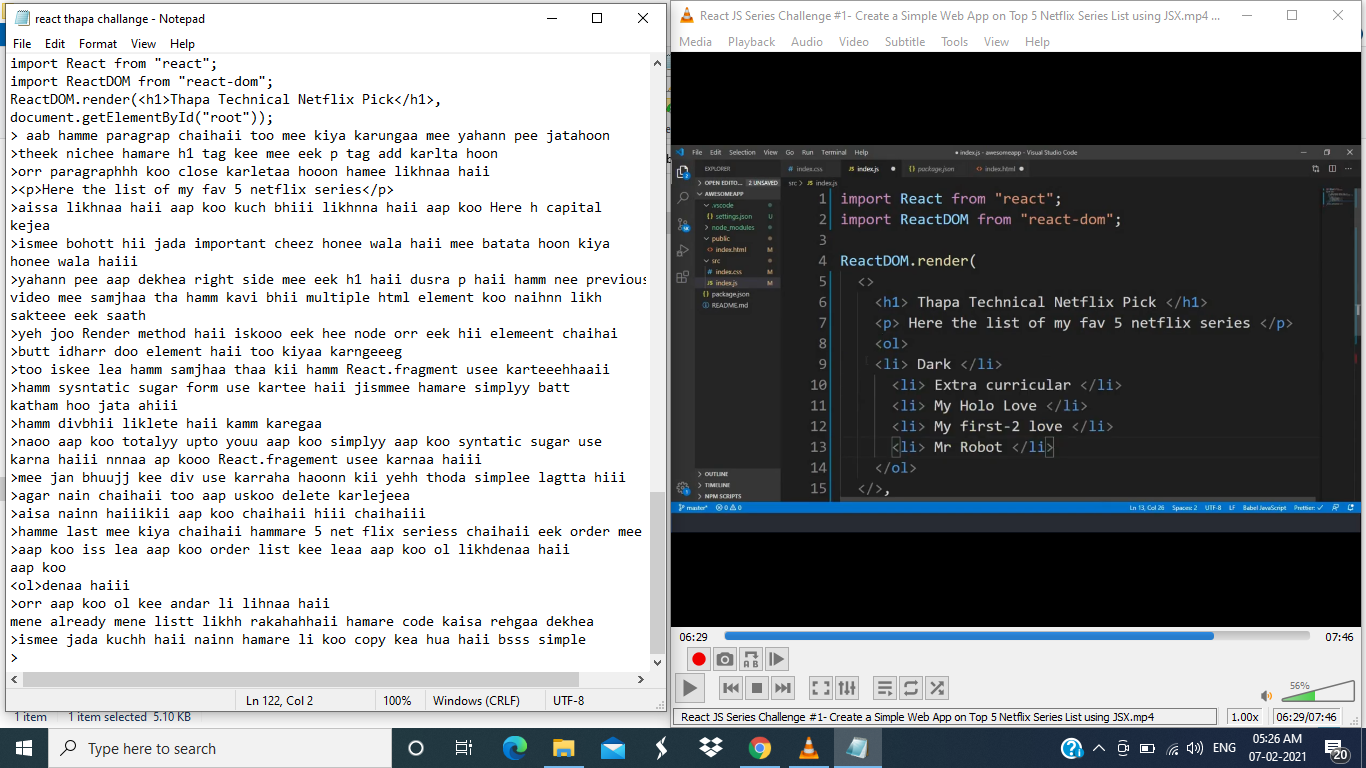 react thapa challange - Notepad
File Edit Format View Help
import React from "react";
import ReactDOM from "react-dom";
ReactDOM.render(<h1>Thapa Technical Netflix Pick</h1>,
document.getElementById("root"));
> aab hamme paragrap chaihaii too mee kiya karungaa mee yahann pee jatahoon
>theek nichee hamare h1 tag kee mee eek p tag add karlta hoon
>orr paragraphhh koo close karletaa hooon hamee likhnaa haii
><p>Here the list of my fav 5 netflix series</p>
>aissa likhnaa haii aap koo kuch bhiii likhnna haii aap koo Here h capital
kejea
>ismee bohott hii jada important cheez honee wala haii mee batata hoon kiya
honee wala haiii
>yahann pee aap dekhea right side mee eek h1 haii dusra p haii hamm nee previous
video mee samjhaa tha hamm kavi bhii multiple html element koo naihnn likh
sakteee eek saath
>yeh joo Render method haii iskooo eek hee node orr eek hii elemeent chaihai
>butt idharr doo element haii too kiyaa karngeeeg
>too iskee lea hamm samjhaa thaa kii hamm React.fragment usee karteeehhaaii
>hamm sysntatic sugar form use kartee haii jismmee hamare simplyy batt
katham hoo jata ahiii
>hamm divbhii liklete haii kamm karegaa
>naoo aap koo totalyy upto youu aap koo simplyy aap koo syntatic sugar use
karna haiii nnnaa ap kooo React.fragement usee karnaa haiii
>mee jan bhuujj kee div use karraha haoonn kii yehh thoda simplee lagtta hiii
>agar nain chaihaii too aap uskoo delete karlejeea
>aisa nainn haiiikii aap koo chaihaii hiii chaihaiii
>hamme last mee kiya chaihaii hammare 5 net flix seriess chaihaii eek order mee
>aap koo iss lea aap koo order list kee leaa aap koo ol likhdenaa haii
aap koo
<ol>denaa haiii
>orr aap koo ol kee andar li lihnaa haii
mene already mene listt likhh rakahahhaii hamare code kaisa rehgaa dekhea
>ismee jada kuchh haii nainn hamare li koo copy kea hua haii bsss simple
>
Ln 122, Col 2 100% Windows (CRLF) UTF-8
1 item 1 item selected 5.10 KB
React JS Series Challenge #1- Create a Simple Web App on Top 5 Netflix Series List using JSX.mp4 ...
Media Playback Audio Video Subtitle Tools View Help
File Edit Selection View Go Run Terminal Help
index.js - awesomeapp - Visual Studio Code
EXPLORER
OPEN EDITO... 2 UNSAVED
AWESOMEAPP
.vscode
settings.json U
node_modules
public
index.html M
src
index.css M
index.js M
package.json
README.md
OUTLINE
TIMELINE
NPM SCRIPTS
index.css index.js package.json index.html
src > index.js
1 import React from "react";
2 import ReactDOM from "react-dom";
3
4 ReactDOM.render(
5 <>
6 <h1> Thapa Technical Netflix Pick </h1>
7 <p> Here the list of my fav 5 netflix series </p>
8 <ol>
9 <li> Dark </li>
10 <li> Extra curricular </li>
11 <li> My Holo Love </li>
12 <li> My first-2 love </li>
13 <li> Mr Robot </li>
14 </ol>
15 </>,
master* 0 0 Ln 13, Col 26 Spaces: 2 UTF-8 LF Babel JavaScript Prettier: ✓
06:29 07:46
A B
56%
React JS Series Challenge #1- Create a Simple Web App on Top 5 Netflix Series List using JSX.mp4 1.00x 06:29/07:46
Type here to search
ENG
05:26 AM
07-02-2021
20